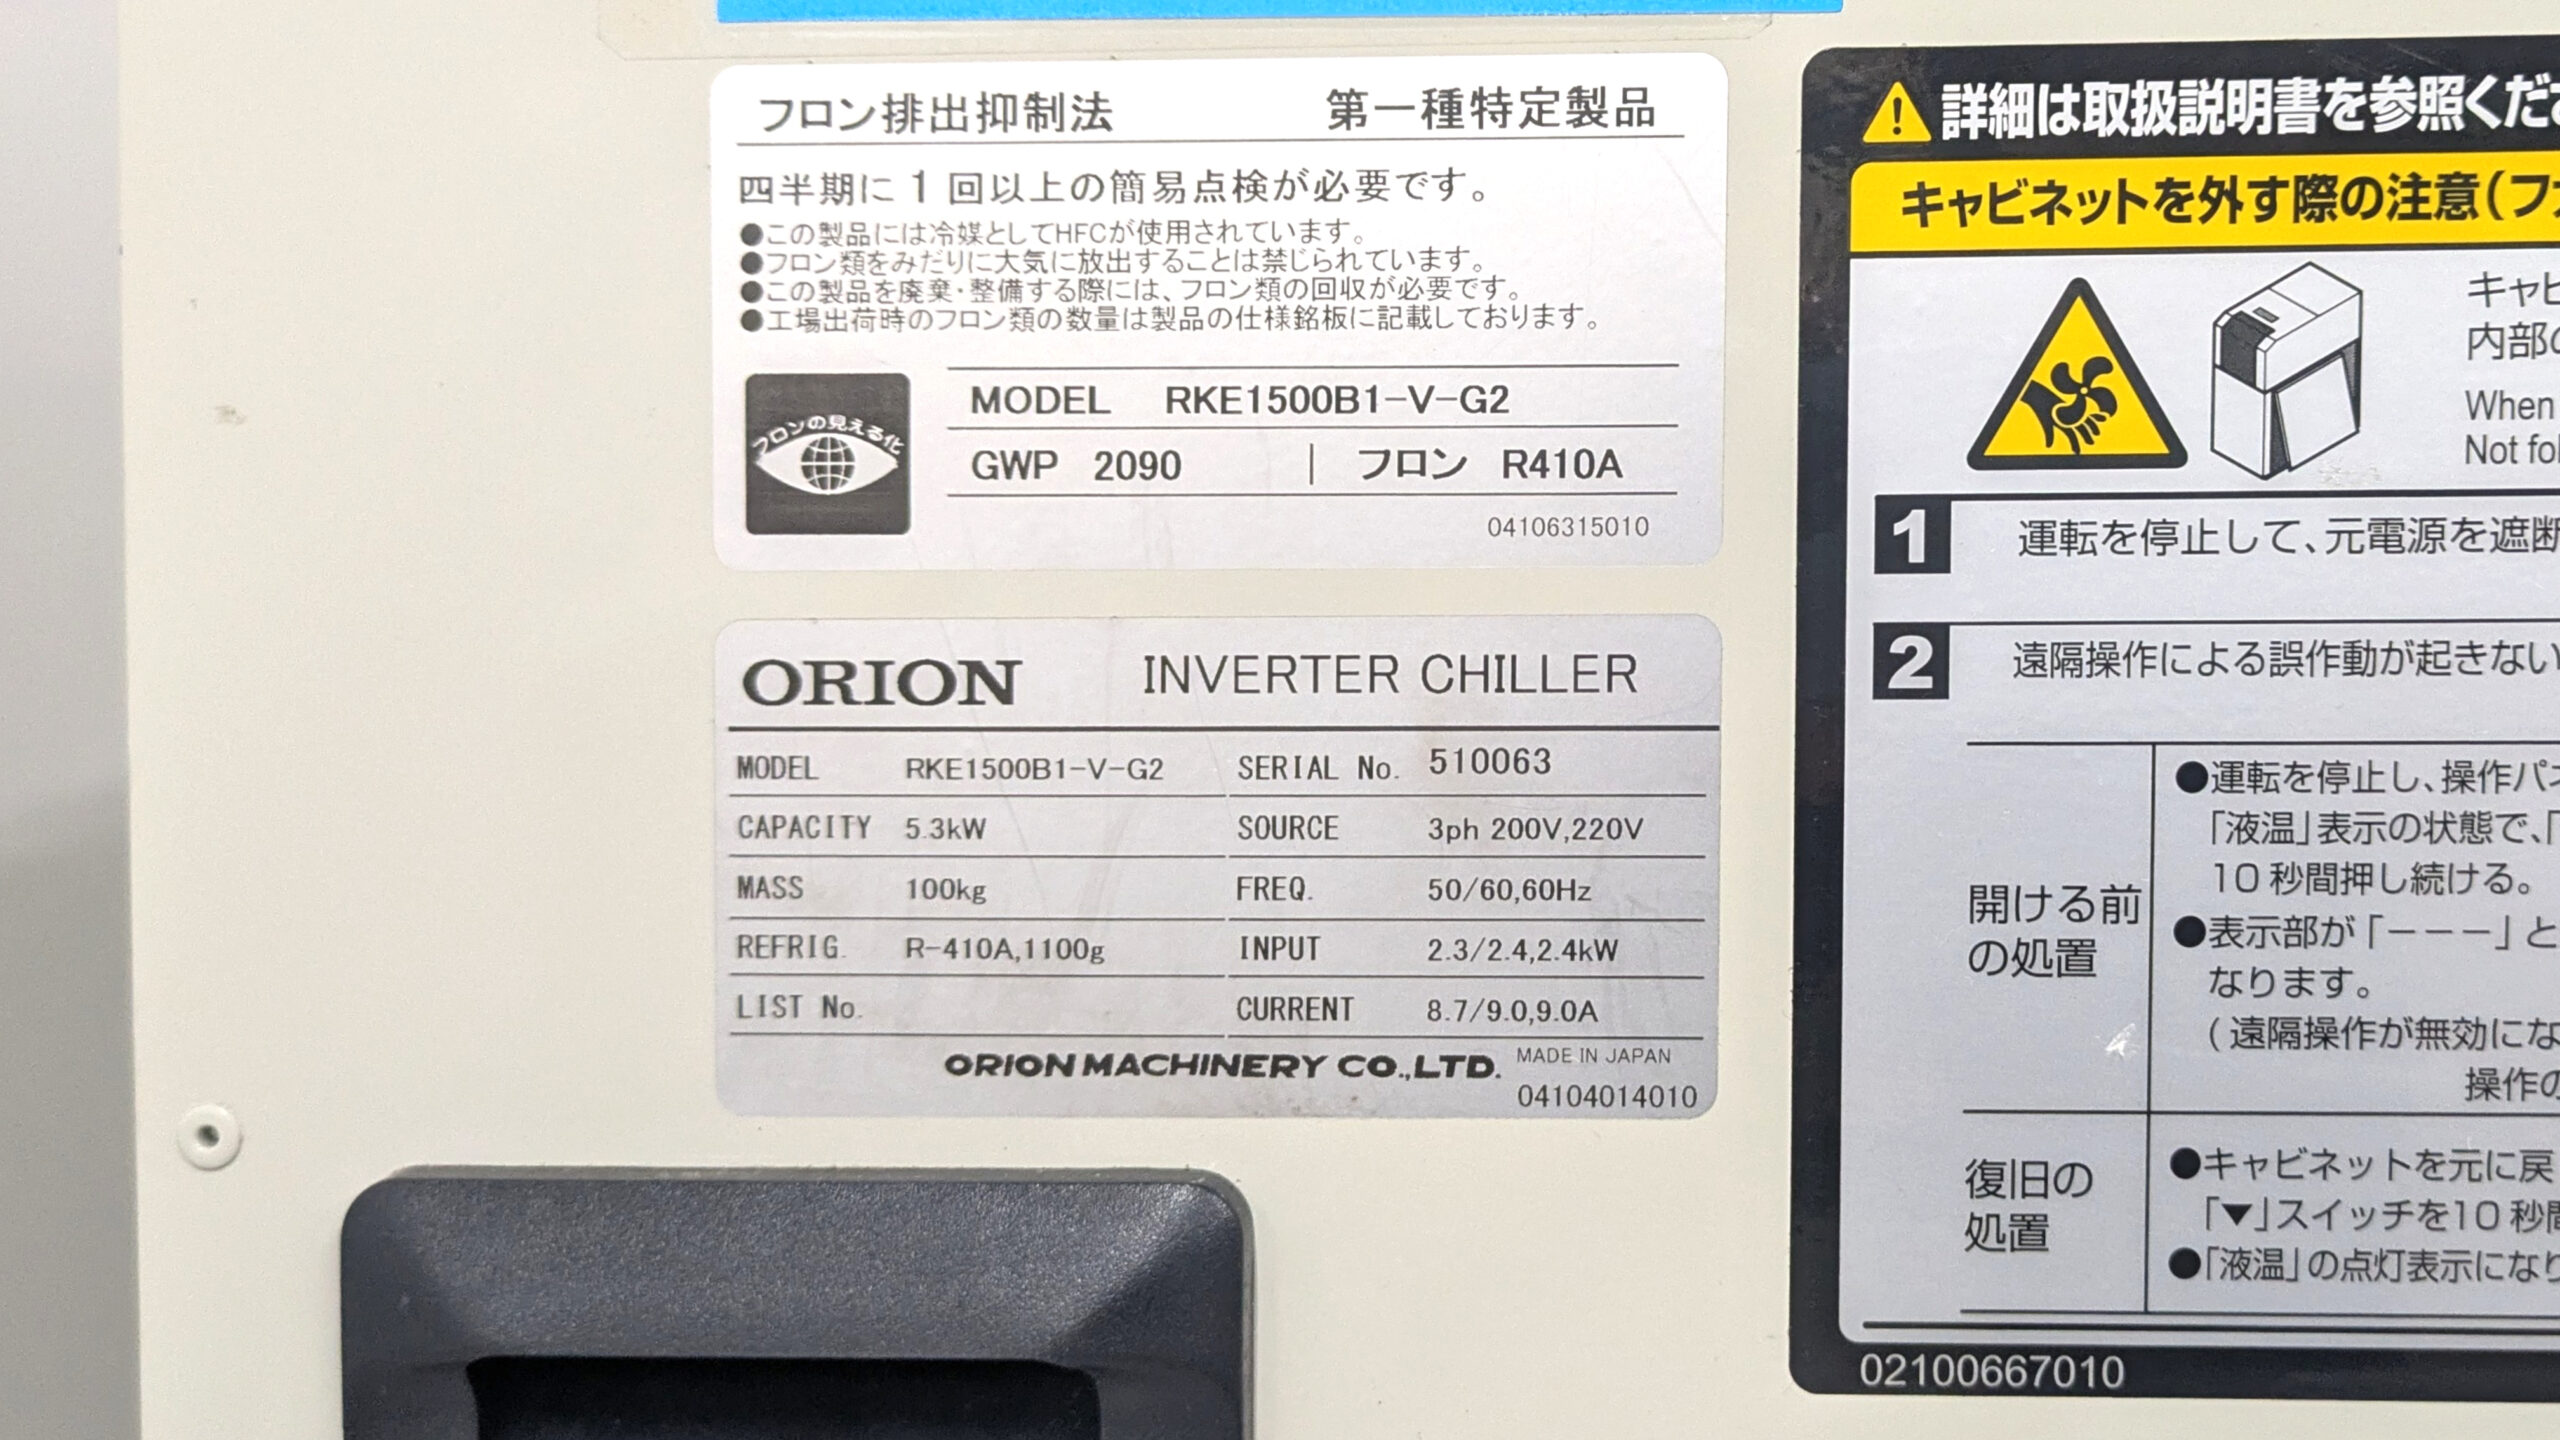 フロン排出抑制法 第一種特定製品
四半期に1回以上の簡易点検が必要です。
●この製品には冷媒としてHFCが使用されています。
●フロン類をみだりに大気に放出することは禁じられています。
●この製品を廃棄・整備する際には、フロン類の回収が必要です。
●工場出荷時のフロン類の数量は製品の仕様銘板に記載しております。
フロンの見える化
MODEL RKE1500B1-V-G2
GWP 2090 | フロン R410A
04106315010
ORION INVERTER CHILLER
MODEL RKE1500B1-V-G2 SERIAL No. 510063
CAPACITY 5.3kW SOURCE 3ph 200V,220V
MASS 100kg FREQ. 50/60,60Hz
REFRIG. R-410A,1100g INPUT 2.3/2.4,2.4kW
LIST No. CURRENT 8.7/9.0,9.0A
ORION MACHINERY CO.,LTD. MADE IN JAPAN
04104014010
詳細は取扱説明書を参照くださ
キャビネットを外す際の注意(ファ
キャビ
内部の
When
Not fol
1 運転を停止して、元電源を遮断
2 遠隔操作による誤作動が起きない
開ける前
の処置
●運転を停止し、操作パネ
「液温」表示の状態で、「
10秒間押し続ける。
●表示部が「−−−」と
なります。
(遠隔操作が無効にな
操作の
復旧の
処置
●キャビネットを元に戻
「▼」スイッチを10秒間
●「液温」の点灯表示になり
02100667010